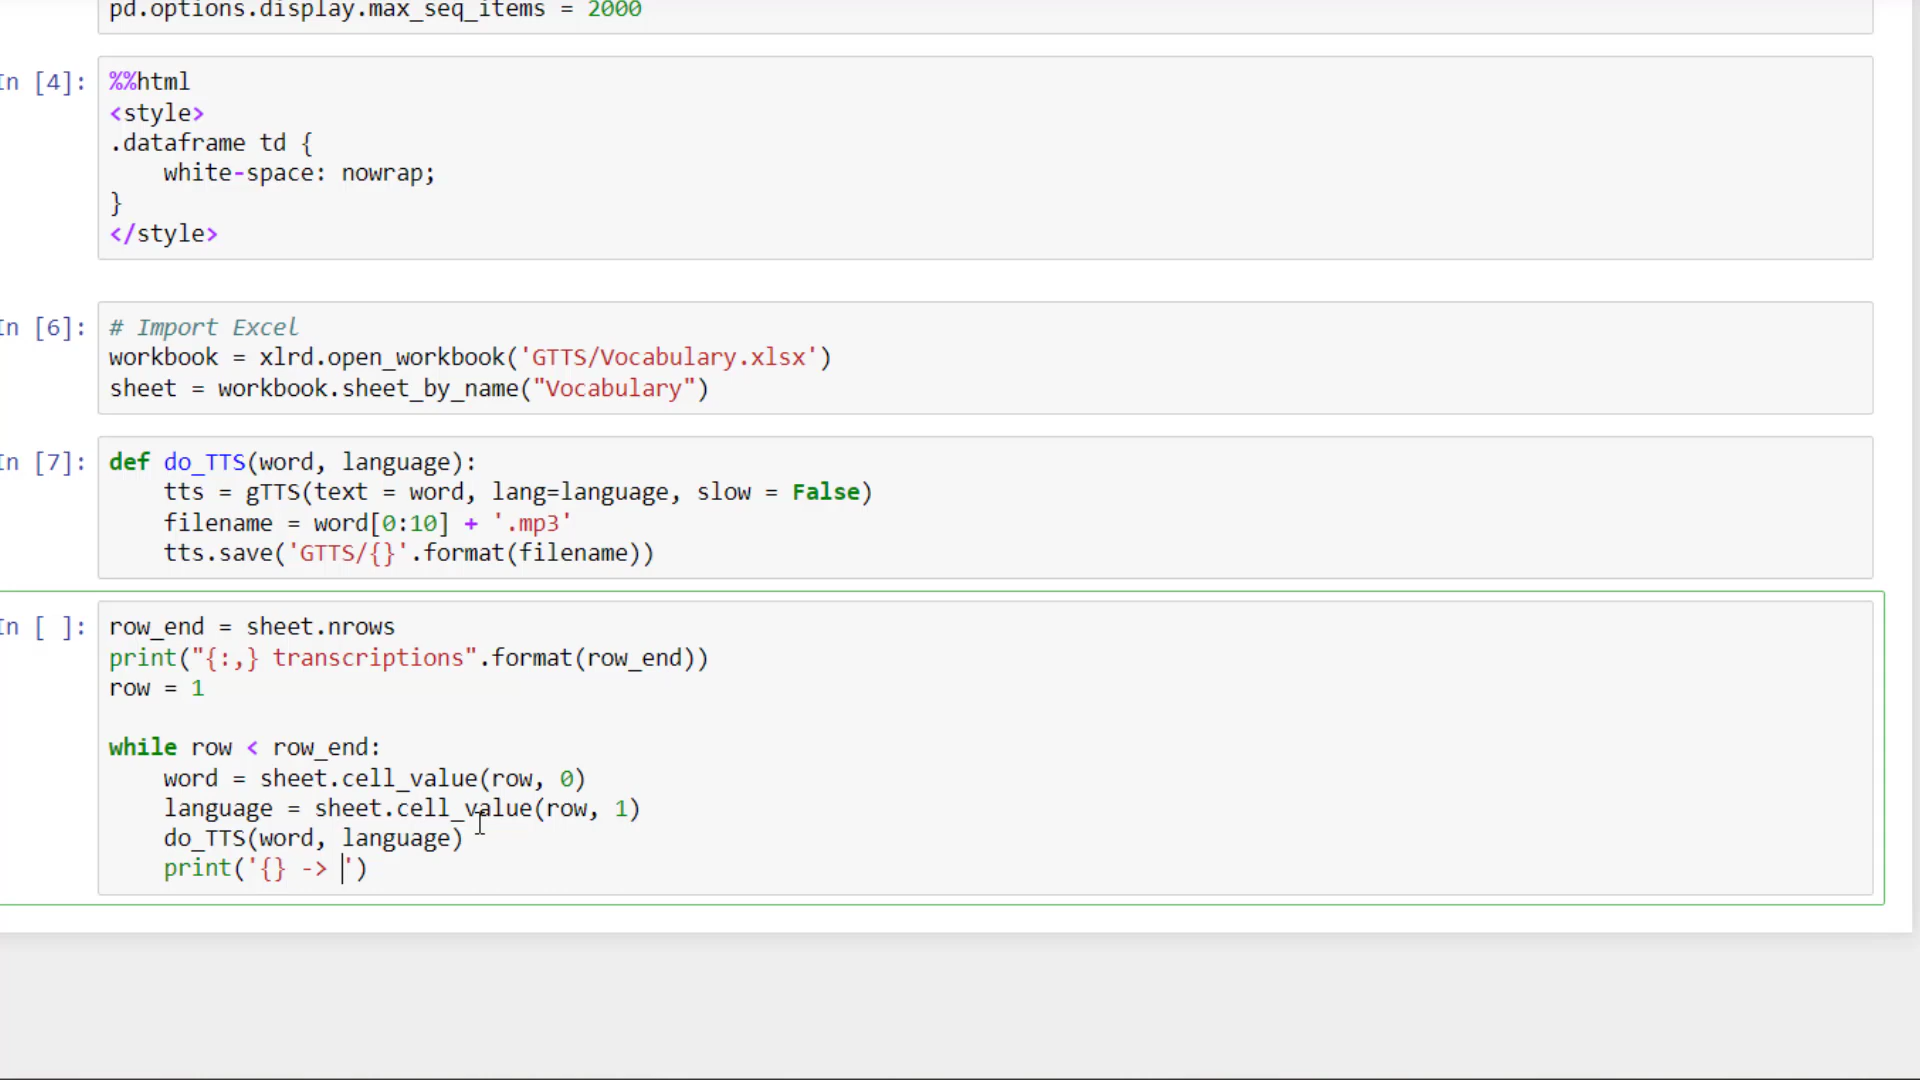 pd.options.display.max_seq_items = 2000
In [4]:
%%html
<style>
.dataframe td {
    white-space: nowrap;
}
</style>
In [6]:
# Import Excel
workbook = xlrd.open_workbook('GTTS/Vocabulary.xlsx')
sheet = workbook.sheet_by_name("Vocabulary")
In [7]:
def do_TTS(word, language):
    tts = gTTS(text = word, lang=language, slow = False)
    filename = word[0:10] + '.mp3'
    tts.save('GTTS/{}'.format(filename))
In [ ]:
row_end = sheet.nrows
print("{:,} transcriptions".format(row_end))
row = 1
while row < row_end:
    word = sheet.cell_value(row, 0)
    language = sheet.cell_value(row, 1)
    do_TTS(word, language)
    print('{} -> ')